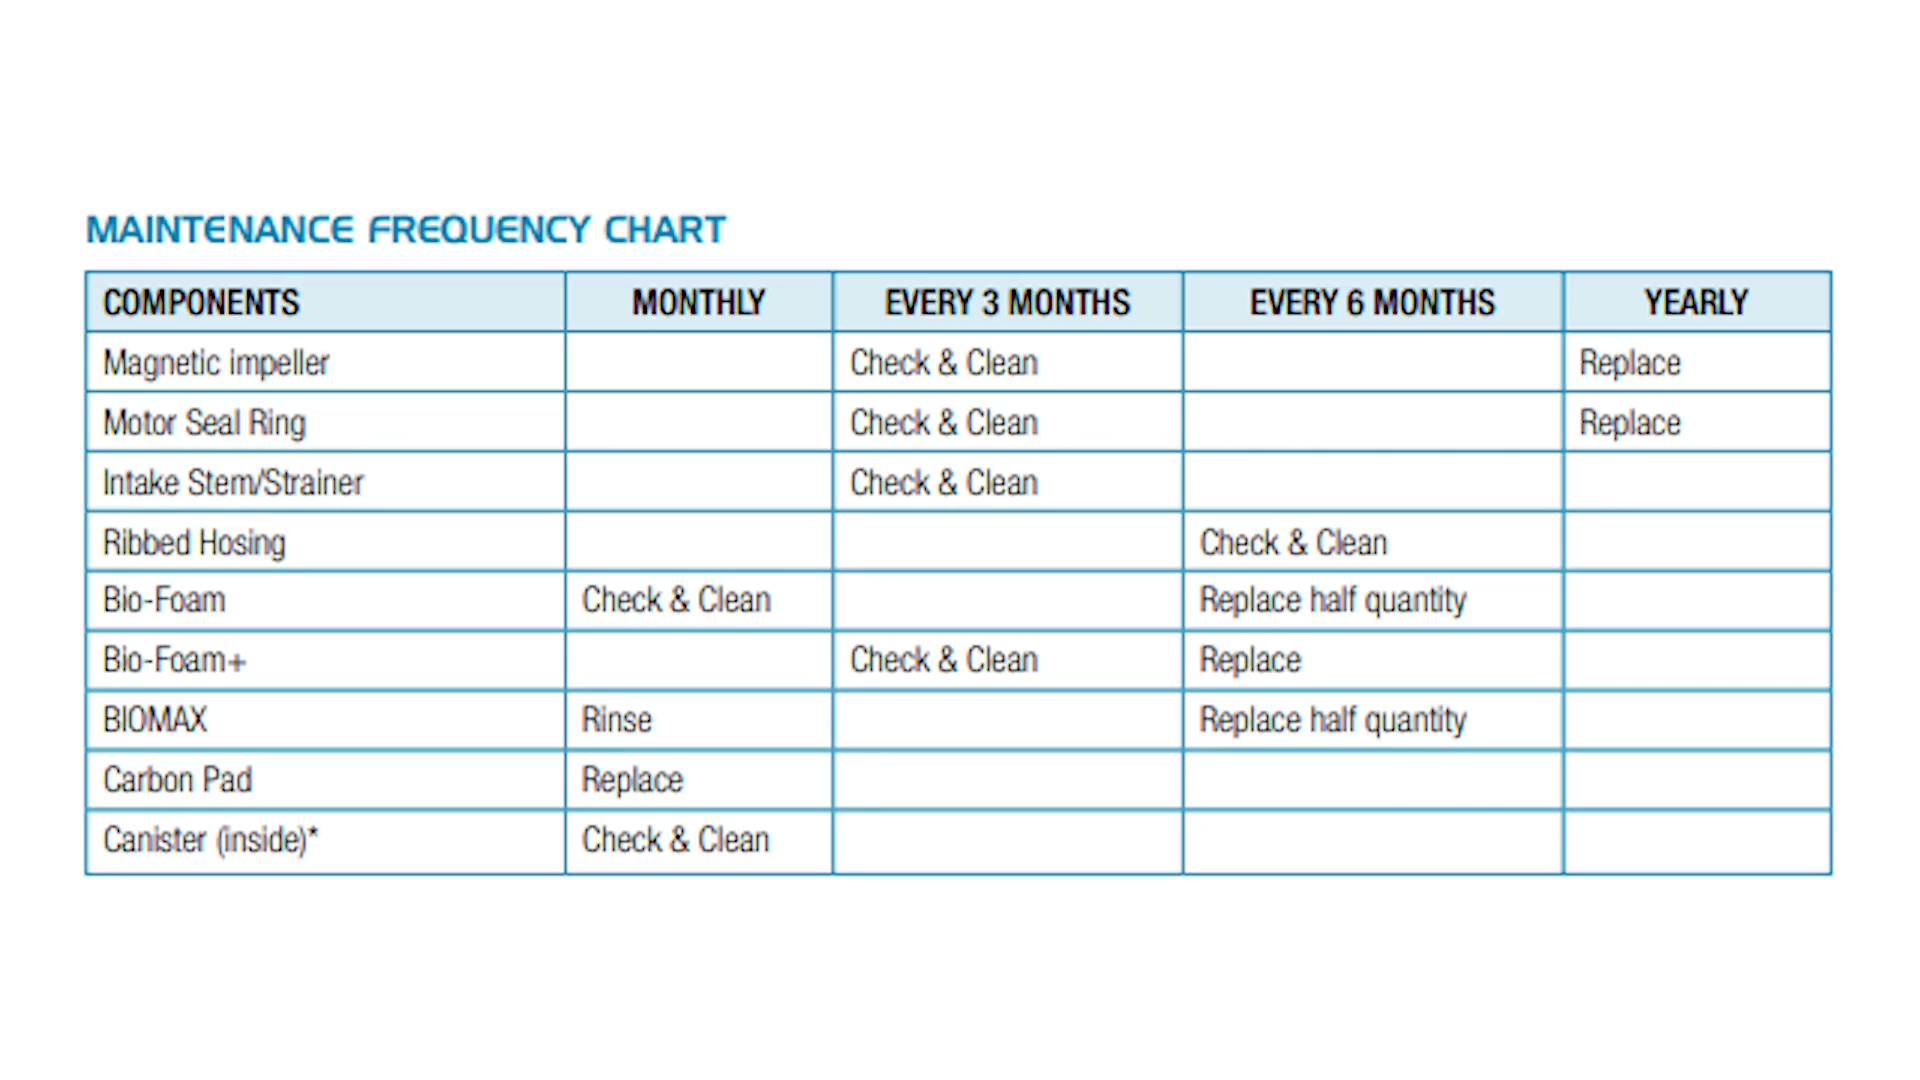 MAINTENANCE FREQUENCY CHART
COMPONENTS MONTHLY EVERY 3 MONTHS EVERY 6 MONTHS YEARLY
Magnetic impeller Check & Clean Replace
Motor Seal Ring Check & Clean Replace
Intake Stem/Strainer Check & Clean
Ribbed Hosing Check & Clean
Bio-Foam Check & Clean Replace half quantity
Bio-Foam+ Check & Clean Replace
BIOMAX Rinse Replace half quantity
Carbon Pad Replace
Canister (inside)* Check & Clean